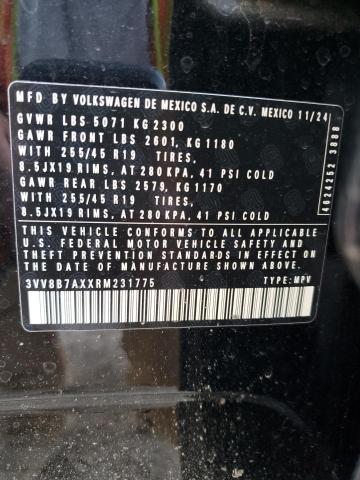 MFD BY VOLKSWAGEN DE MEXICO S.A. DE C.V. MEXICO 11/24
GVWR LBS 5071 KG 2300
GAWR FRONT LBS 2601, KG 1180
WITH 255/45 R19 TIRES,
8.5JX19 RIMS, AT 280 KPA, 41 PSI COLD
GAWR REAR LBS 2579, KG 1170
WITH 255/45 R19 TIRES,
8.5JX19 RIMS, AT 280 KPA, 41 PSI COLD
THIS VEHICLE CONFORMS TO ALL APPLICABLE
U.S. FEDERAL MOTOR VEHICLE SAFETY AND
THEFT PREVENTION STANDARDS IN EFFECT ON
THE DATE OF MANUFACTURE SHOWN ABOVE.
3VV8B7AXXRM231775 TYPE: MPV
4624252 3888